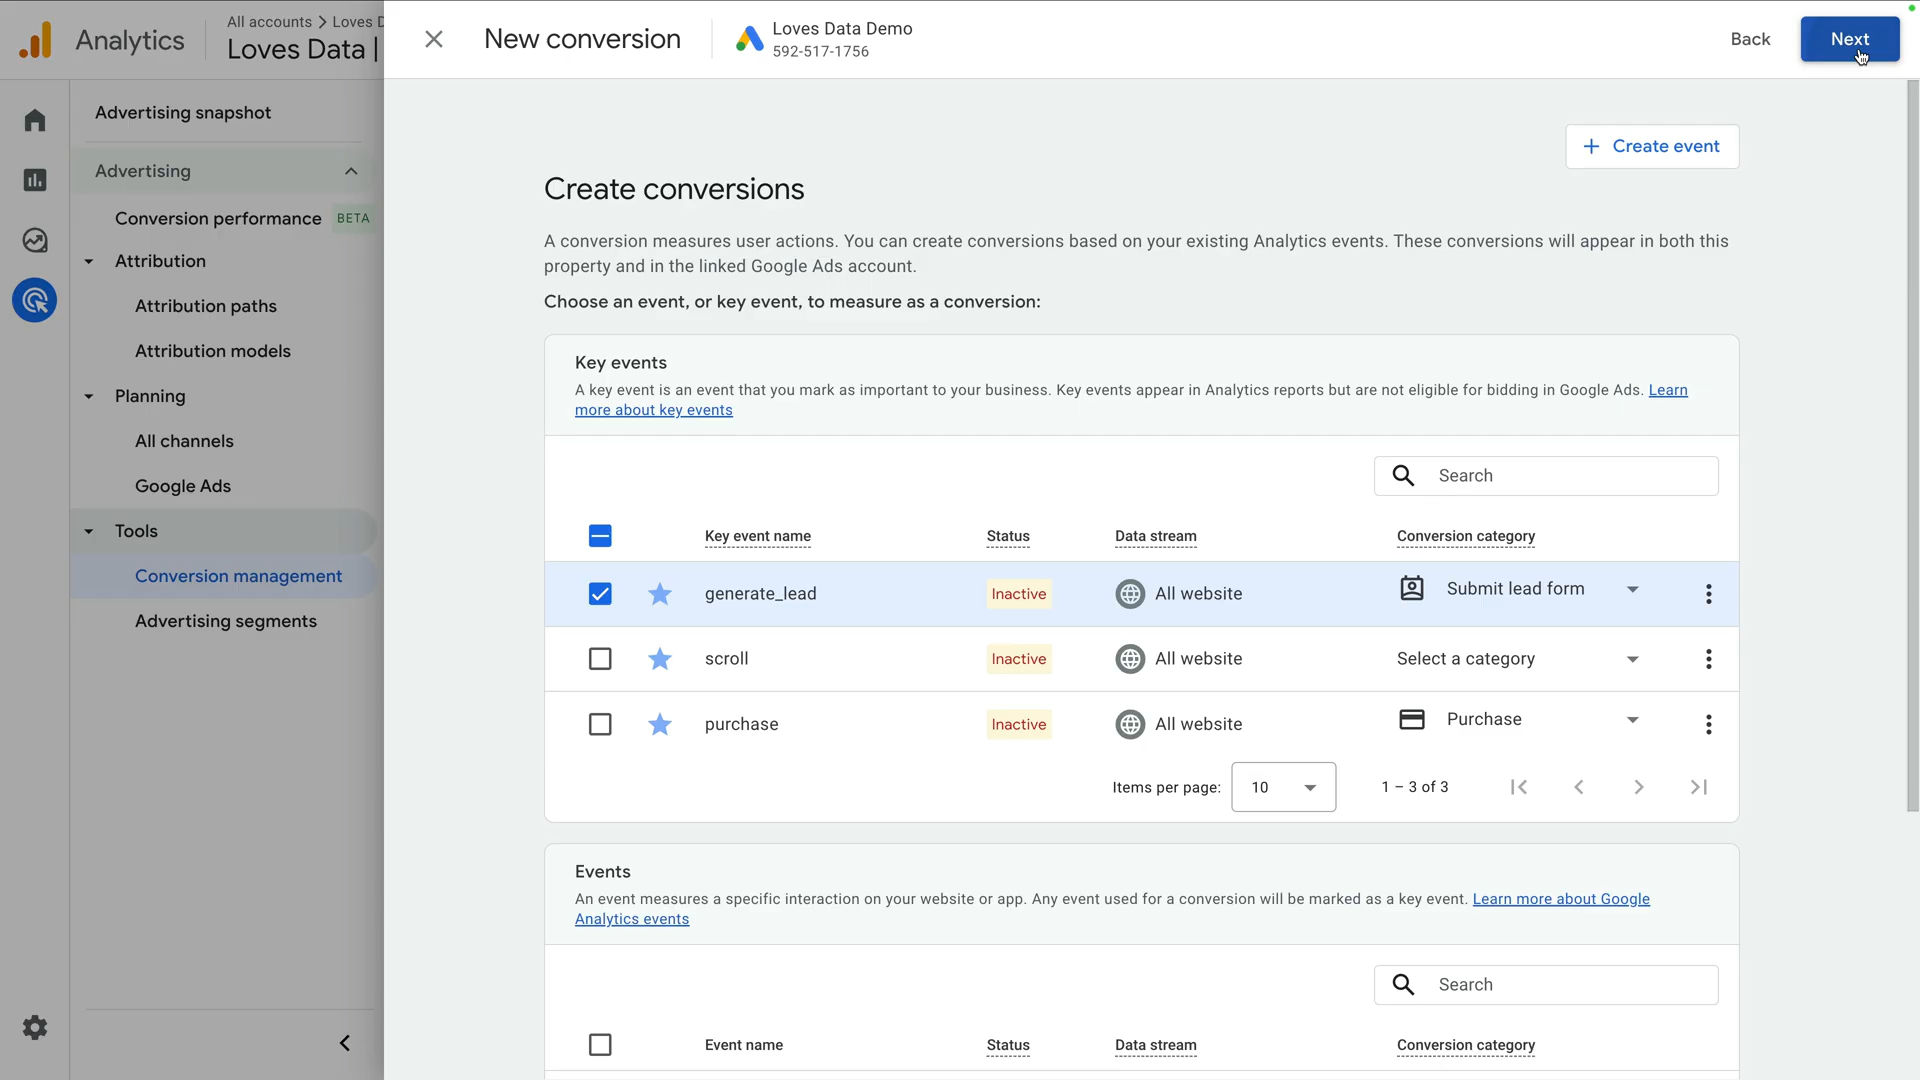 Analytics
All accounts > Loves D
Loves Data |
New conversion
Loves Data Demo
592-517-1756
Back
Next
Advertising snapshot
Advertising
Conversion performance BETA
Attribution
Attribution paths
Attribution models
Planning
All channels
Google Ads
Tools
Conversion management
Advertising segments
+ Create event
Create conversions
A conversion measures user actions. You can create conversions based on your existing Analytics events. These conversions will appear in both this
property and in the linked Google Ads account.
Choose an event, or key event, to measure as a conversion:
Key events
A key event is an event that you mark as important to your business. Key events appear in Analytics reports but are not eligible for bidding in Google Ads. Learn
more about key events
Search
Key event name Status Data stream Conversion category
generate_lead Inactive All website Submit lead form
scroll Inactive All website Select a category
purchase Inactive All website Purchase
Items per page: 10 1 – 3 of 3
Events
An event measures a specific interaction on your website or app. Any event used for a conversion will be marked as a key event. Learn more about Google
Analytics events
Search
Event name Status Data stream Conversion category